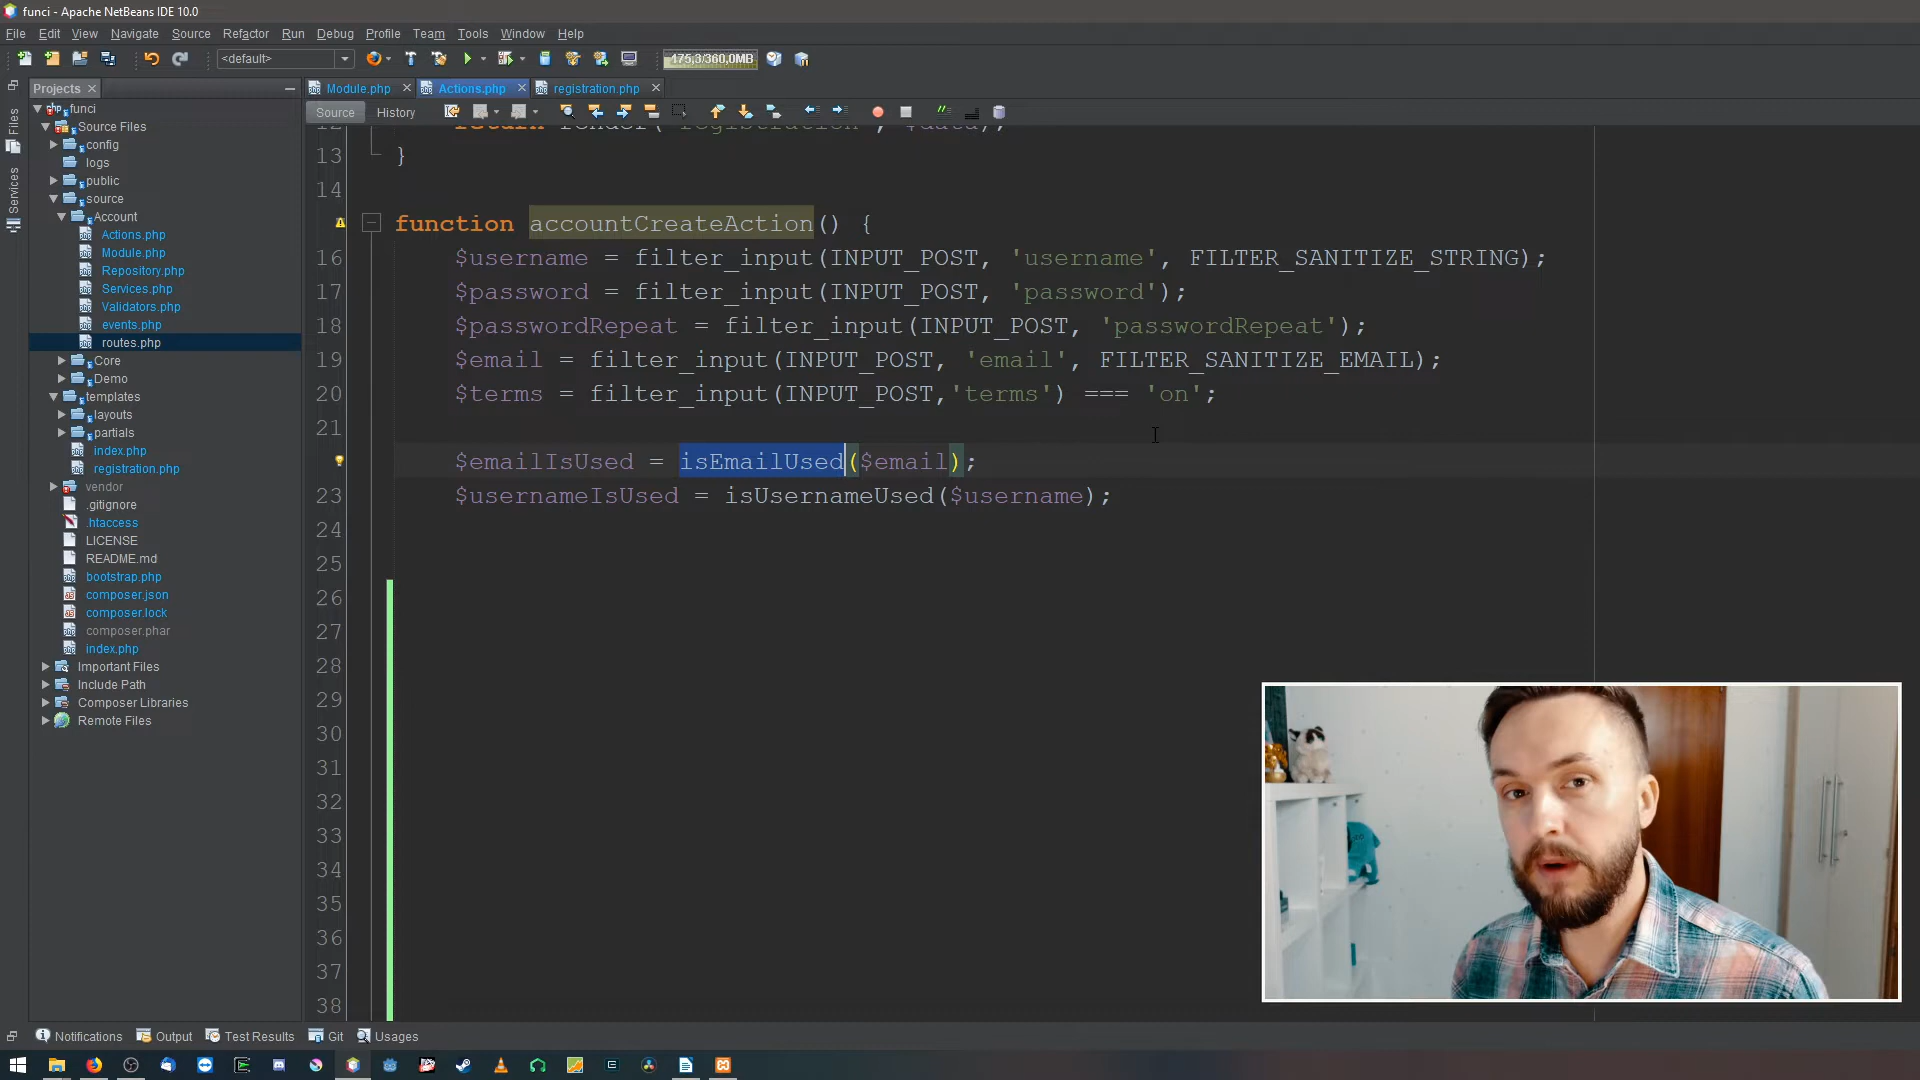 funci - Apache NetBeans IDE 10.0
File Edit View Navigate Source Refactor Run Debug Profile Team Tools Window Help
<default>
175,3/360,0MB
Projects
Module.php
Actions.php
registration.php
Source History
Files
Services
funci
Source Files
config
logs
public
source
Account
Actions.php
Module.php
Repository.php
Services.php
Validators.php
events.php
routes.php
Core
Demo
templates
layouts
partials
index.php
registration.php
vendor
.gitignore
.htaccess
LICENSE
README.md
bootstrap.php
composer.json
composer.lock
composer.phar
index.php
Important Files
Include Path
Composer Libraries
Remote Files
12 return render('registration', $data);
13 }
14
function accountCreateAction() {
16 $username = filter_input(INPUT_POST, 'username', FILTER_SANITIZE_STRING);
17 $password = filter_input(INPUT_POST, 'password');
18 $passwordRepeat = filter_input(INPUT_POST, 'passwordRepeat');
19 $email = filter_input(INPUT_POST, 'email', FILTER_SANITIZE_EMAIL);
20 $terms = filter_input(INPUT_POST,'terms') === 'on';
21
$emailIsUsed = isEmailUsed($email);
23 $usernameIsUsed = isUsernameUsed($username);
24
25
26
27
28
29
30
31
32
33
34
35
36
37
38
Notifications Output Test Results Git Usages